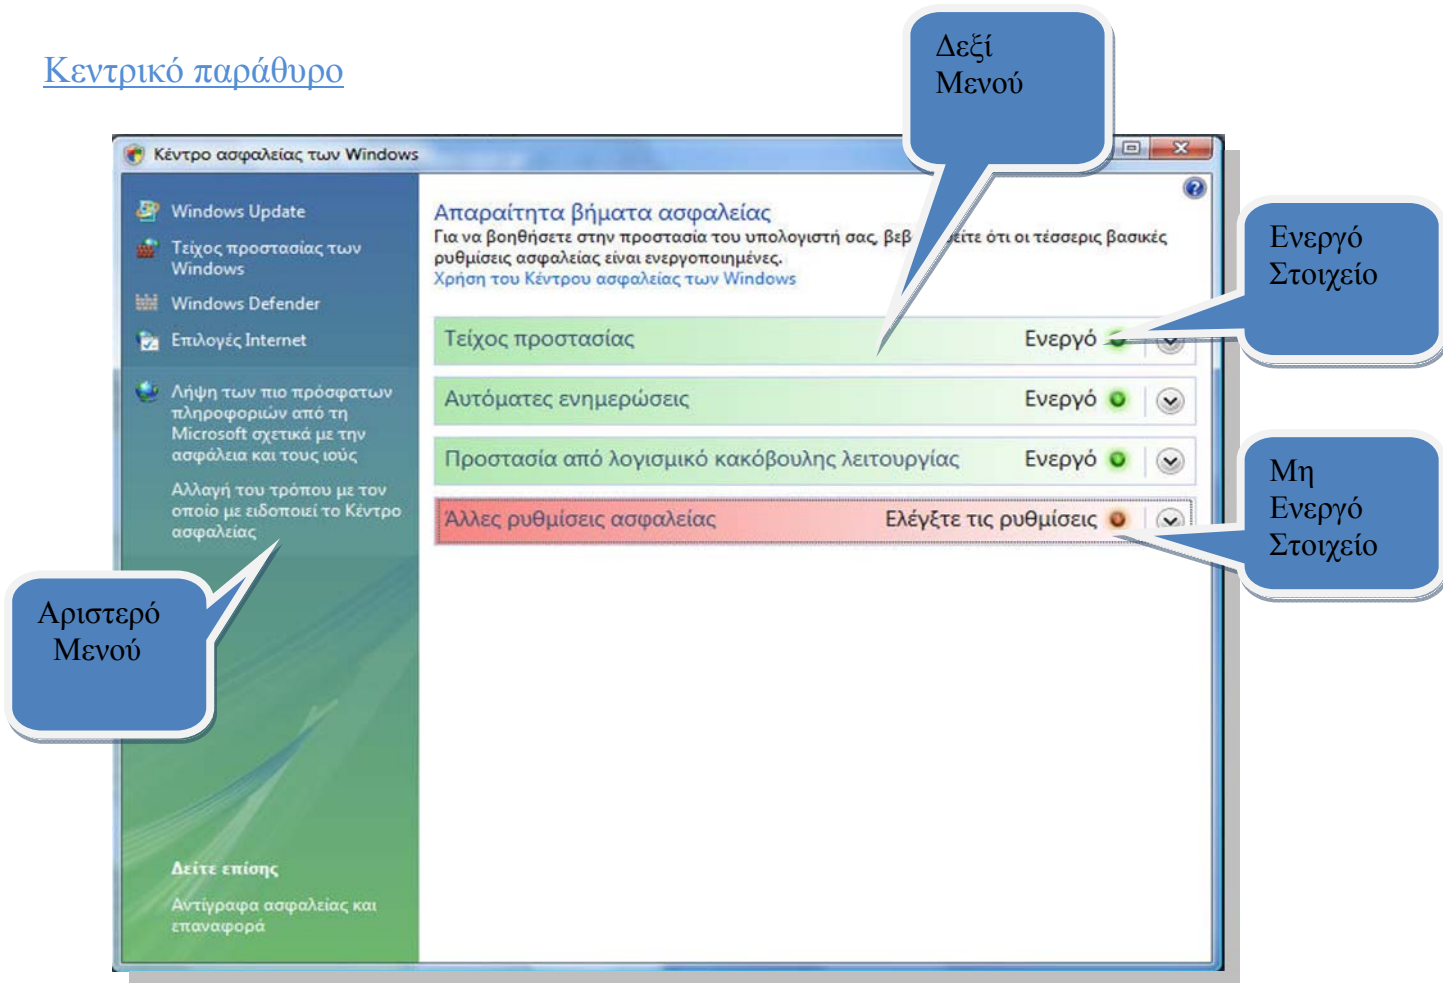 Κεντρικό παράθυρο
Δεξί
Μενού
Κέντρο ασφαλείας των Windows
Windows Update
Τείχος προστασίας των
Windows
Windows Defender
Επιλογές Internet
Λήψη των πιο πρόσφατων
πληροφοριών από τη
Microsoft σχετικά με την
ασφάλεια και τους ιούς
Αλλαγή του τρόπου με τον
οποίο με ειδοποιεί το Κέντρο
ασφαλείας
Αριστερό
Μενού
Δείτε επίσης
Αντίγραφα ασφαλείας και
επαναφορά
Απαραίτητα βήματα ασφαλείας
Για να βοηθήσετε στην προστασία του υπολογιστή σας, ότι οι τέσσερις βασικές
ρυθμίσεις ασφαλείας είναι ενεργοποιημένες.
Χρήση του Κέντρου ασφαλείας των Windows
Τείχος προστασίας Ενεργό
Αυτόματες ενημερώσεις Ενεργό
Προστασία από λογισμικό κακόβουλης λειτουργίας Ενεργό
Άλλες ρυθμίσεις ασφαλείας Ελέγξτε τις ρυθμίσεις
Ενεργό
Στοιχείο
Μη
Ενεργό
Στοιχείο